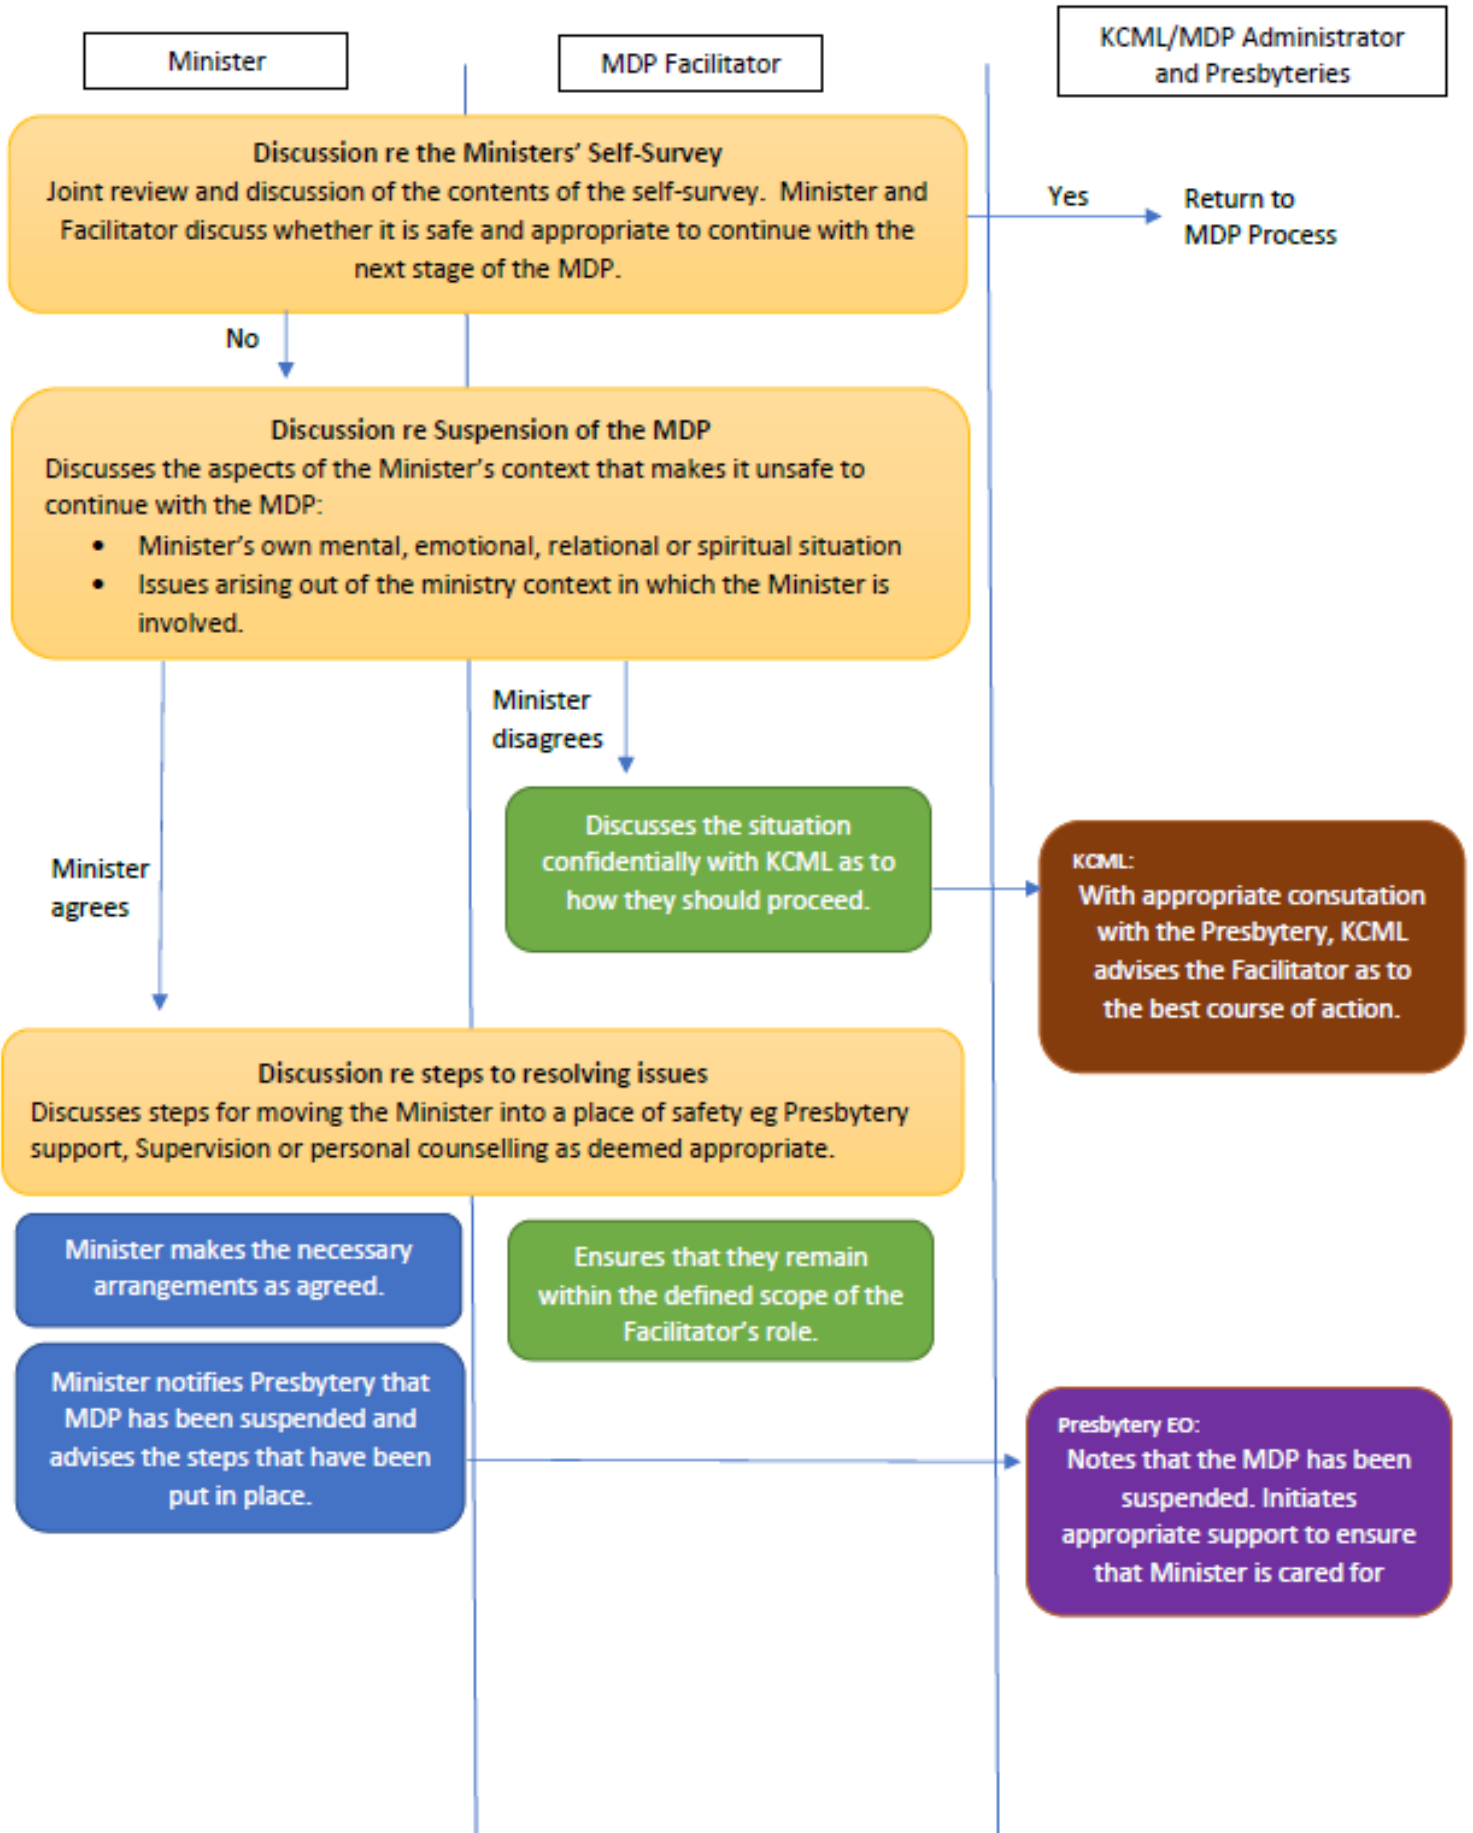 Minister
MDP Facilitator
KCML/MDP Administrator
and Presbyteries
Discussion re the Ministers’ Self-Survey
Joint review and discussion of the contents of the self-survey.  Minister and
Facilitator discuss whether it is safe and appropriate to continue with the
next stage of the MDP.
Yes
Return to
MDP Process
No
Discussion re Suspension of the MDP
Discusses the aspects of the Minister’s context that makes it unsafe to
continue with the MDP:
• Minister’s own mental, emotional, relational or spiritual situation
• Issues arising out of the ministry context in which the Minister is
involved.
Minister
disagrees
Discusses the situation
confidentially with KCML as to
how they should proceed.
Minister
agrees
KCML:
With appropriate consutation
with the Presbytery, KCML
advises the Facilitator as to
the best course of action.
Discussion re steps to resolving issues
Discusses steps for moving the Minister into a place of safety eg Presbytery
support, Supervision or personal counselling as deemed appropriate.
Minister makes the necessary
arrangements as agreed.
Ensures that they remain
within the defined scope of the
Facilitator’s role.
Minister notifies Presbytery that
MDP has been suspended and
advises the steps that have been
put in place.
Presbytery EO:
Notes that the MDP has been
suspended. Initiates
appropriate support to ensure
that Minister is cared for